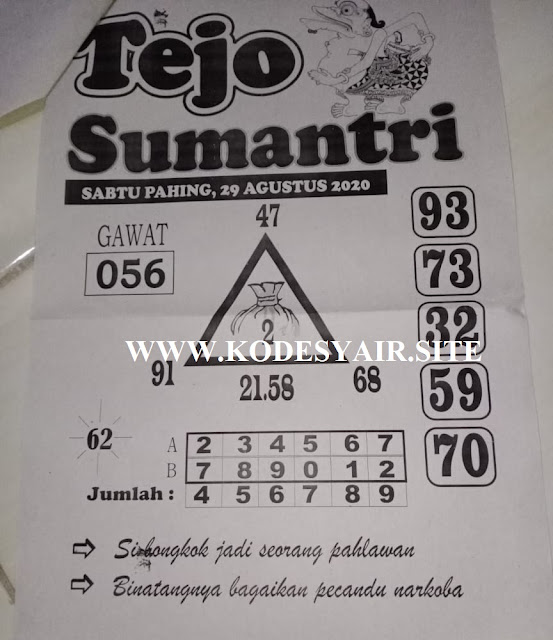 Tejo
Sumantri
SABTU PAHING, 29 AGUSTUS 2020
GAWAT
056
47
2
91
21.58
68
93
73
32
59
70
WWW.KODESYAIR.SITE
62
A 2 3 4 5 6 7
B 7 8 9 0 1 2
Jumlah : 4 5 6 7 8 9
jadi seorang pahlawan
Binatangnya bagaikan pecandu narkoba